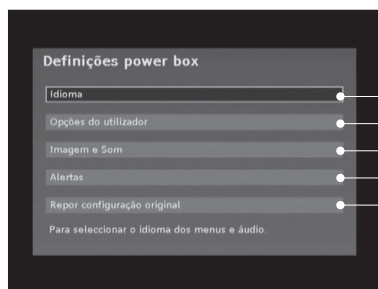 Definições power box
Idioma
Opções do utilizador
Imagem e Som
Alertas
Repor configuração original
Para seleccionar o idioma dos menus e áudio.